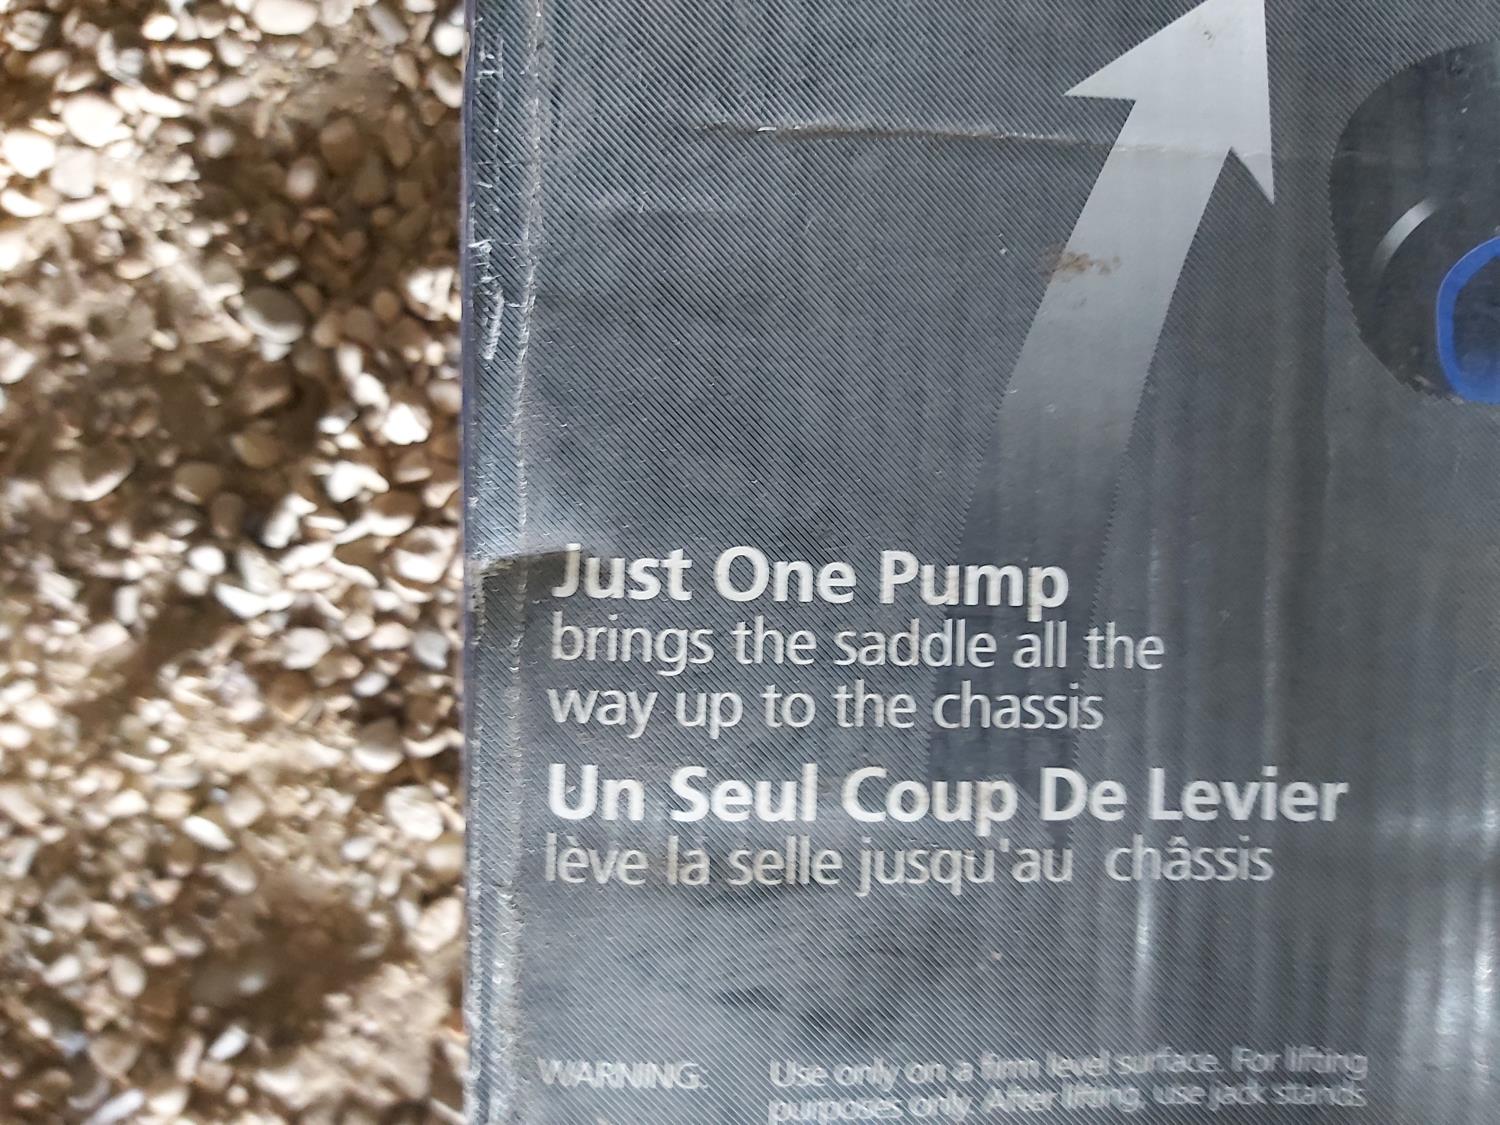 Just One Pump
brings the saddle all the
way up to the chassis
Un Seul Coup De Levier
lève la selle jusqu'au châssis
WARNING: Use only on a firm level surface. For lifting
purposes only. After lifting, use jack stands